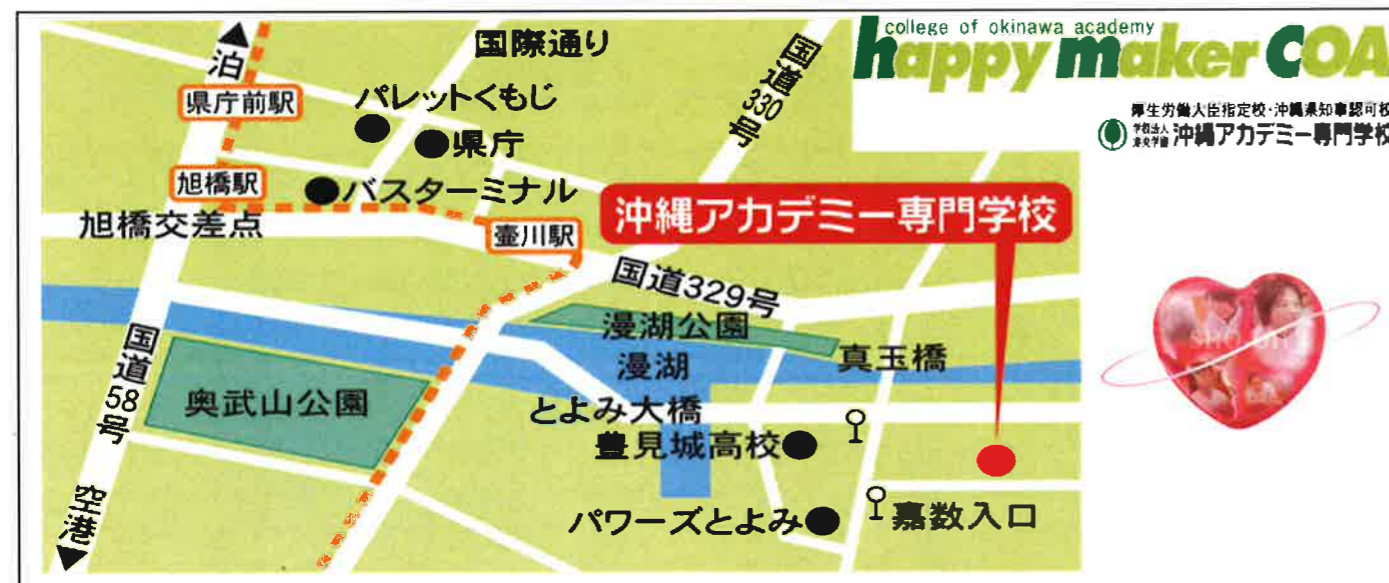 国際通り
泊
国道330号
college of okinawa academy
happy maker COA
県庁前駅
パレットくもじ
厚生労働大臣指定校・沖縄県知事認可校
県庁
学校法人
沖縄アカデミー専門学校
旭橋駅
バスターミナル
沖縄アカデミー専門学校
旭橋交差点
壷川駅
国道329号
漫湖公園
SHO-OH
国道58号
漫湖
真玉橋
奥武山公園
とよみ大橋
豊見城高校
空港
パワーズとよみ
嘉数入口